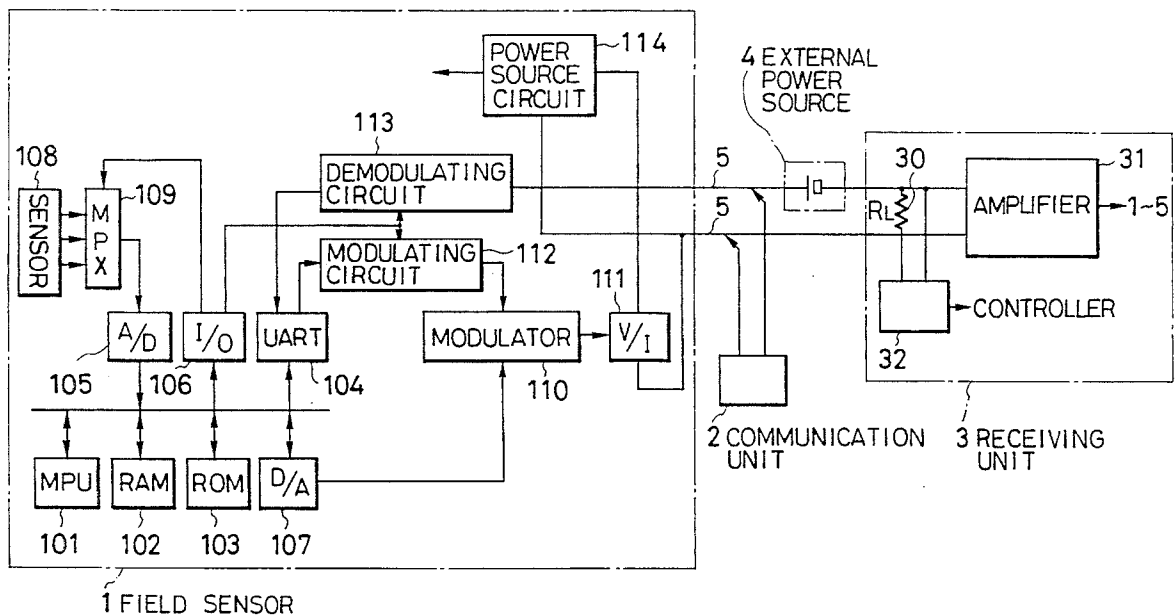 114
POWER
SOURCE
CIRCUIT
4 EXTERNAL
POWER
SOURCE
113
DEMODULATING
CIRCUIT
108
SENSOR
109
MPX
5
5
30
31
RL
AMPLIFIER
1~5
MODULATING
CIRCUIT
112
111
A/D
I/O
UART
MODULATOR
V/I
CONTROLLER
32
105
106
104
110
2 COMMUNICATION
UNIT
3 RECEIVING
UNIT
MPU
RAM
ROM
D/A
101
102
103
107
1 FIELD SENSOR